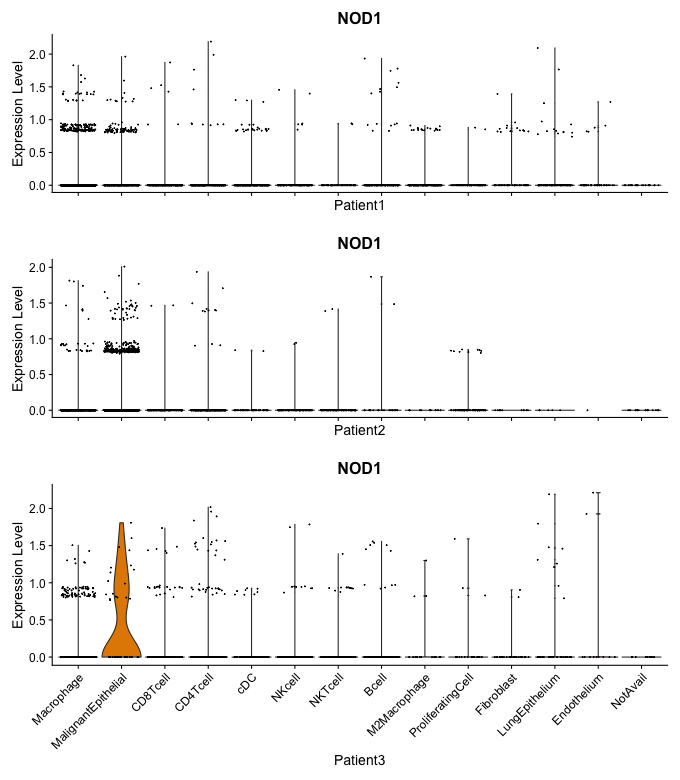 NOD1
Expression Level
2.0
1.5
1.0
0.5
0.0
Patient1
NOD1
Expression Level
2.0
1.5
1.0
0.5
0.0
Patient2
NOD1
Expression Level
2.0
1.5
1.0
0.5
0.0
Macrophage
MalignantEpithelial
CD8Tcell
CD4Tcell
cDC
NKcell
NKTcell
Bcell
M2Macrophage
ProliferatingCell
Fibroblast
LungEpithelium
Endothelium
NotAvail
Patient3